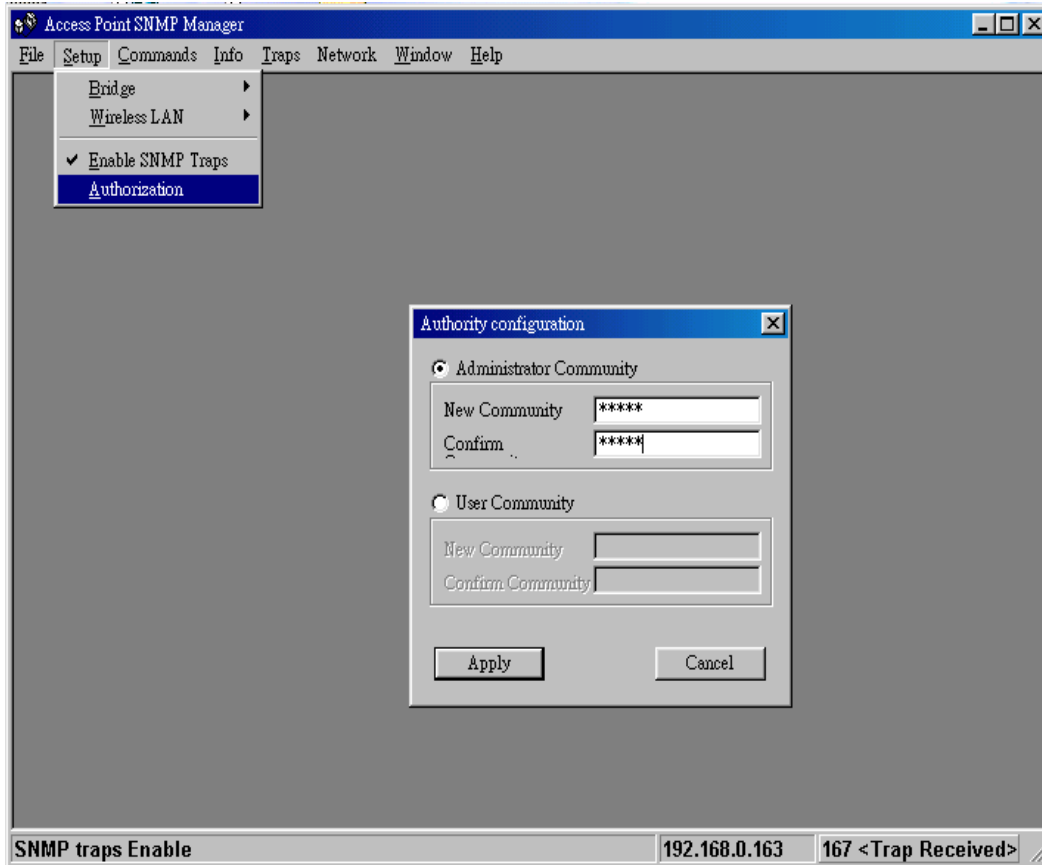 Access Point SNMP Manager
File Setup Commands Info Traps Network Window Help
Bridge
Wireless LAN
Enable SNMP Traps
Authorization
Authority configuration
Administrator Community
New Community *****
Confirm *****
User Community
New Community
Confirm Community
Apply Cancel
SNMP traps Enable 192.168.0.163 167 <Trap Received>